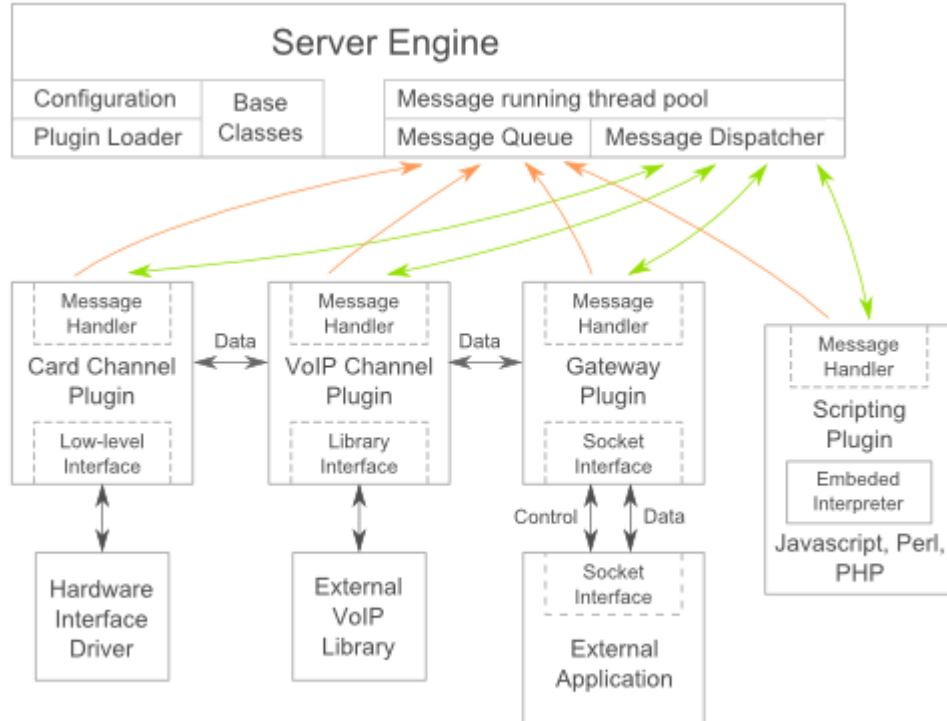 Server Engine
Configuration
Plugin Loader
Base
Classes
Message running thread pool
Message Queue
Message Dispatcher
Message
Handler
Card Channel
Plugin
Low-level
Interface
Data
Message
Handler
VoIP Channel
Plugin
Library
Interface
Data
Message
Handler
Gateway
Plugin
Socket
Interface
Message
Handler
Scripting
Plugin
Embeded
Interpreter
Javascript, Perl,
PHP
Control
Data
Hardware
Interface
Driver
External
VoIP
Library
Socket
Interface
External
Application